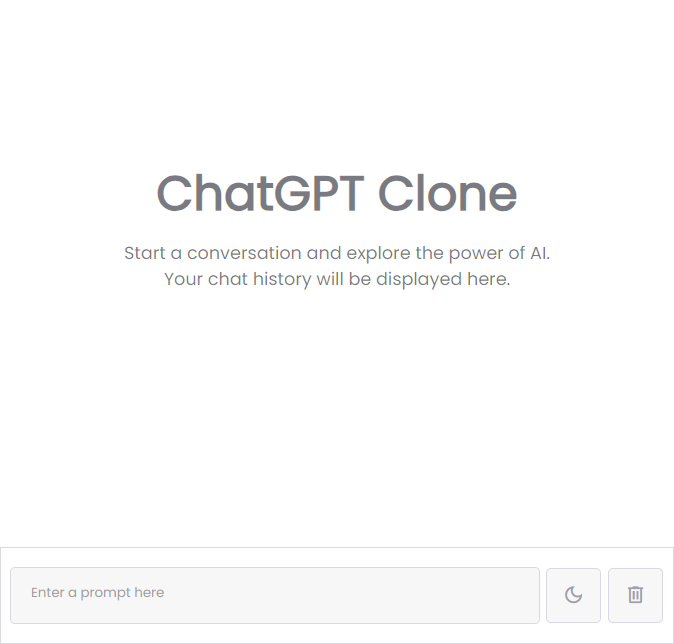 ChatGPT Clone
Start a conversation and explore the power of AI.
Your chat history will be displayed here.
Enter a prompt here